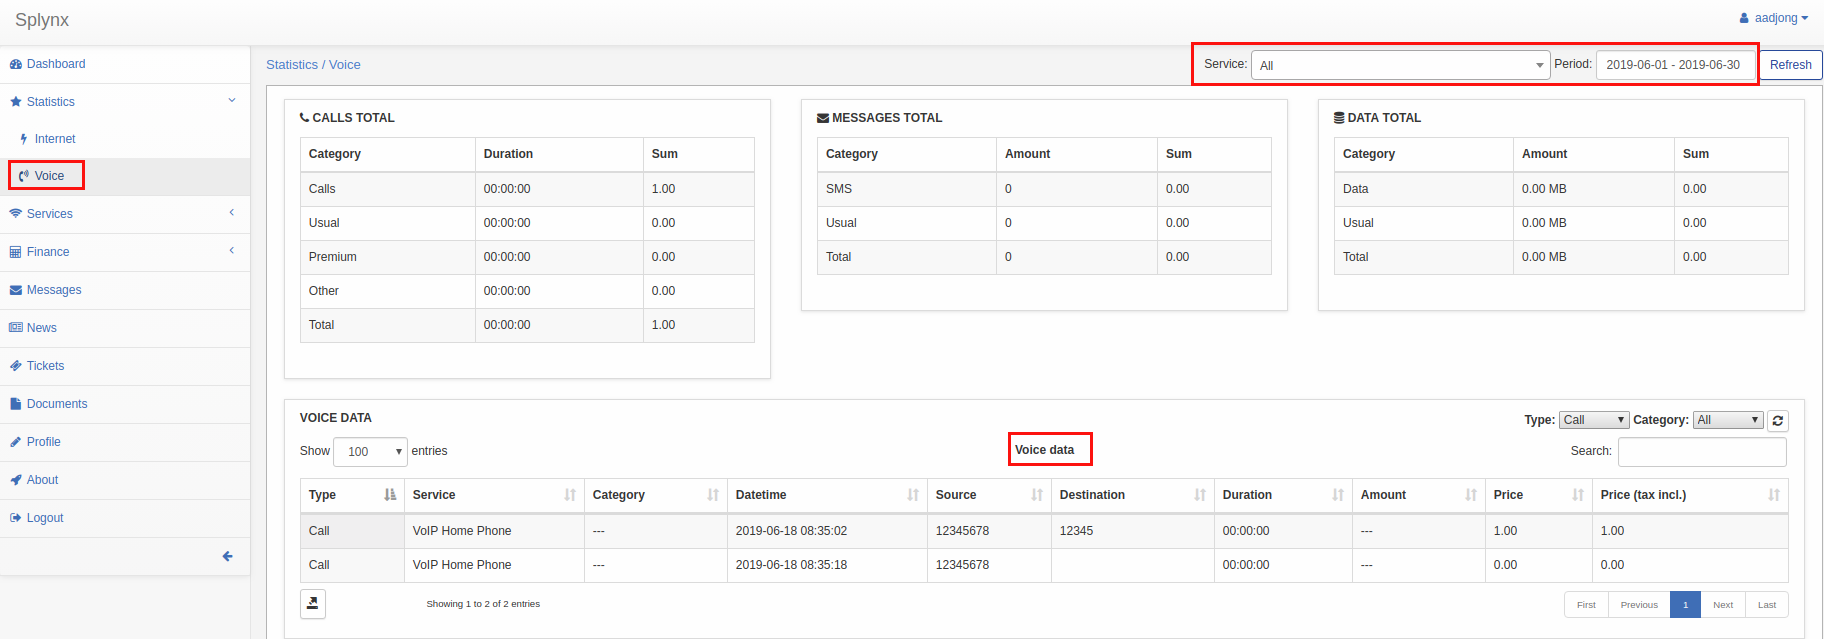 Splynx
aadjong
Dashboard
Statistics
Internet
Voice
Services
Finance
Messages
News
Tickets
Documents
Profile
About
Logout
Statistics / Voice
Service: All Period: 2019-06-01 - 2019-06-30 Refresh
CALLS TOTAL
Category Duration Sum
Calls 00:00:00 1.00
Usual 00:00:00 0.00
Premium 00:00:00 0.00
Other 00:00:00 0.00
Total 00:00:00 1.00
MESSAGES TOTAL
Category Amount Sum
SMS 0 0.00
Usual 0 0.00
Total 0 0.00
DATA TOTAL
Category Amount Sum
Data 0.00 MB 0.00
Usual 0.00 MB 0.00
Total 0.00 MB 0.00
VOICE DATA
Type: Call Category: All
Show 100 entries
Voice data
Search:
Type Service Category Datetime Source Destination Duration Amount Price Price (tax incl.)
Call VoIP Home Phone --- 2019-06-18 08:35:02 12345678 12345 00:00:00 --- 1.00 1.00
Call VoIP Home Phone --- 2019-06-18 08:35:18 12345678 00:00:00 --- 0.00 0.00
Showing 1 to 2 of 2 entries
First Previous 1 Next Last